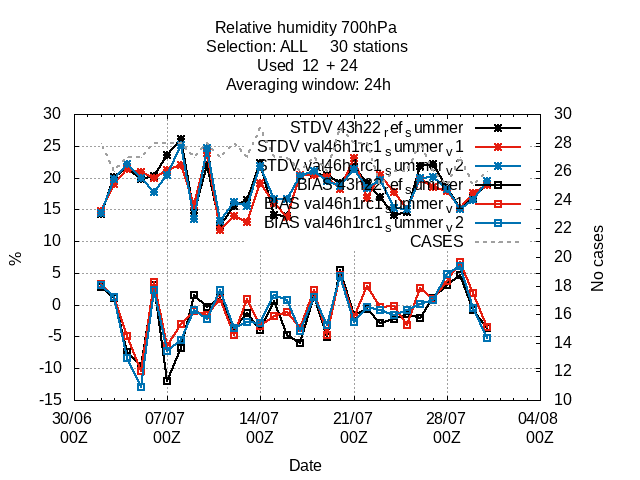 Relative humidity 700hPa
Selection: ALL 30 stations
Used 12 + 24
Averaging window: 24h
STDV 43h22_ref_summer
STDV val46h1rc1_summer_v1
STDV val46h1rc1_summer_v2
BIAS 43h22_ref_summer
BIAS val46h1rc1_summer_v1
BIAS val46h1rc1_summer_v2
CASES
30
25
20
15
10
5
0
-5
-10
-15
%
30
28
26
24
22
20
18
16
14
12
10
No cases
30/06 07/07 14/07 21/07 28/07 04/08
00Z 00Z 00Z 00Z 00Z 00Z
Date